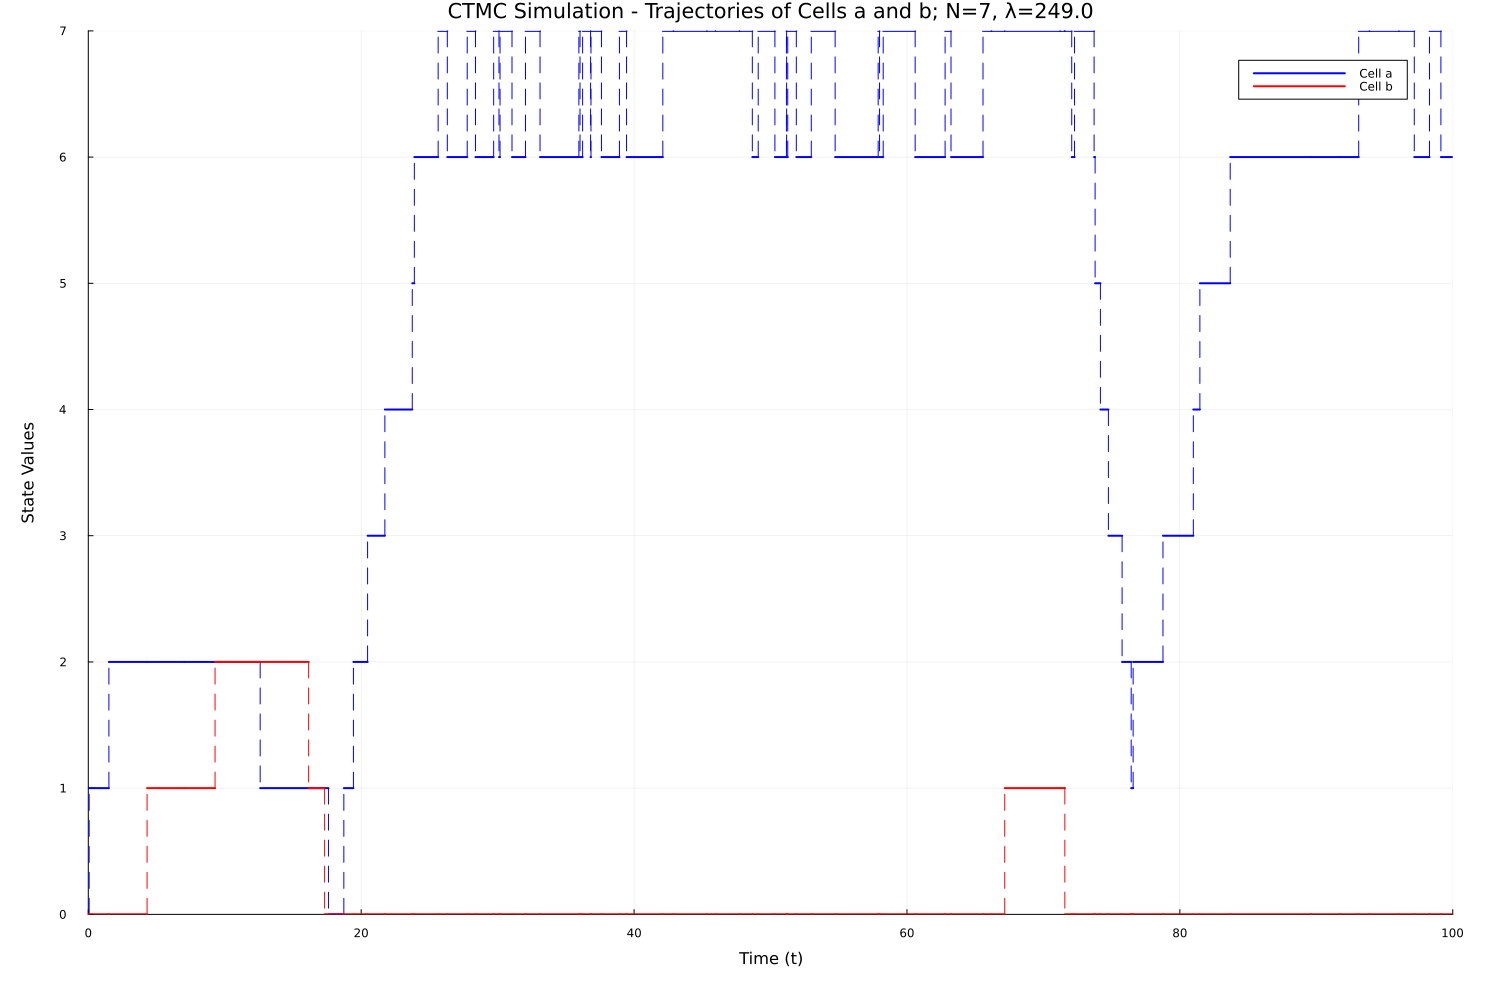 CTMC Simulation - Trajectories of Cells a and b; N=7, λ=249.0
7
6
5
4
3
2
1
0
State Values
Cell a
Cell b
0 20 40 60 80 100
Time (t)